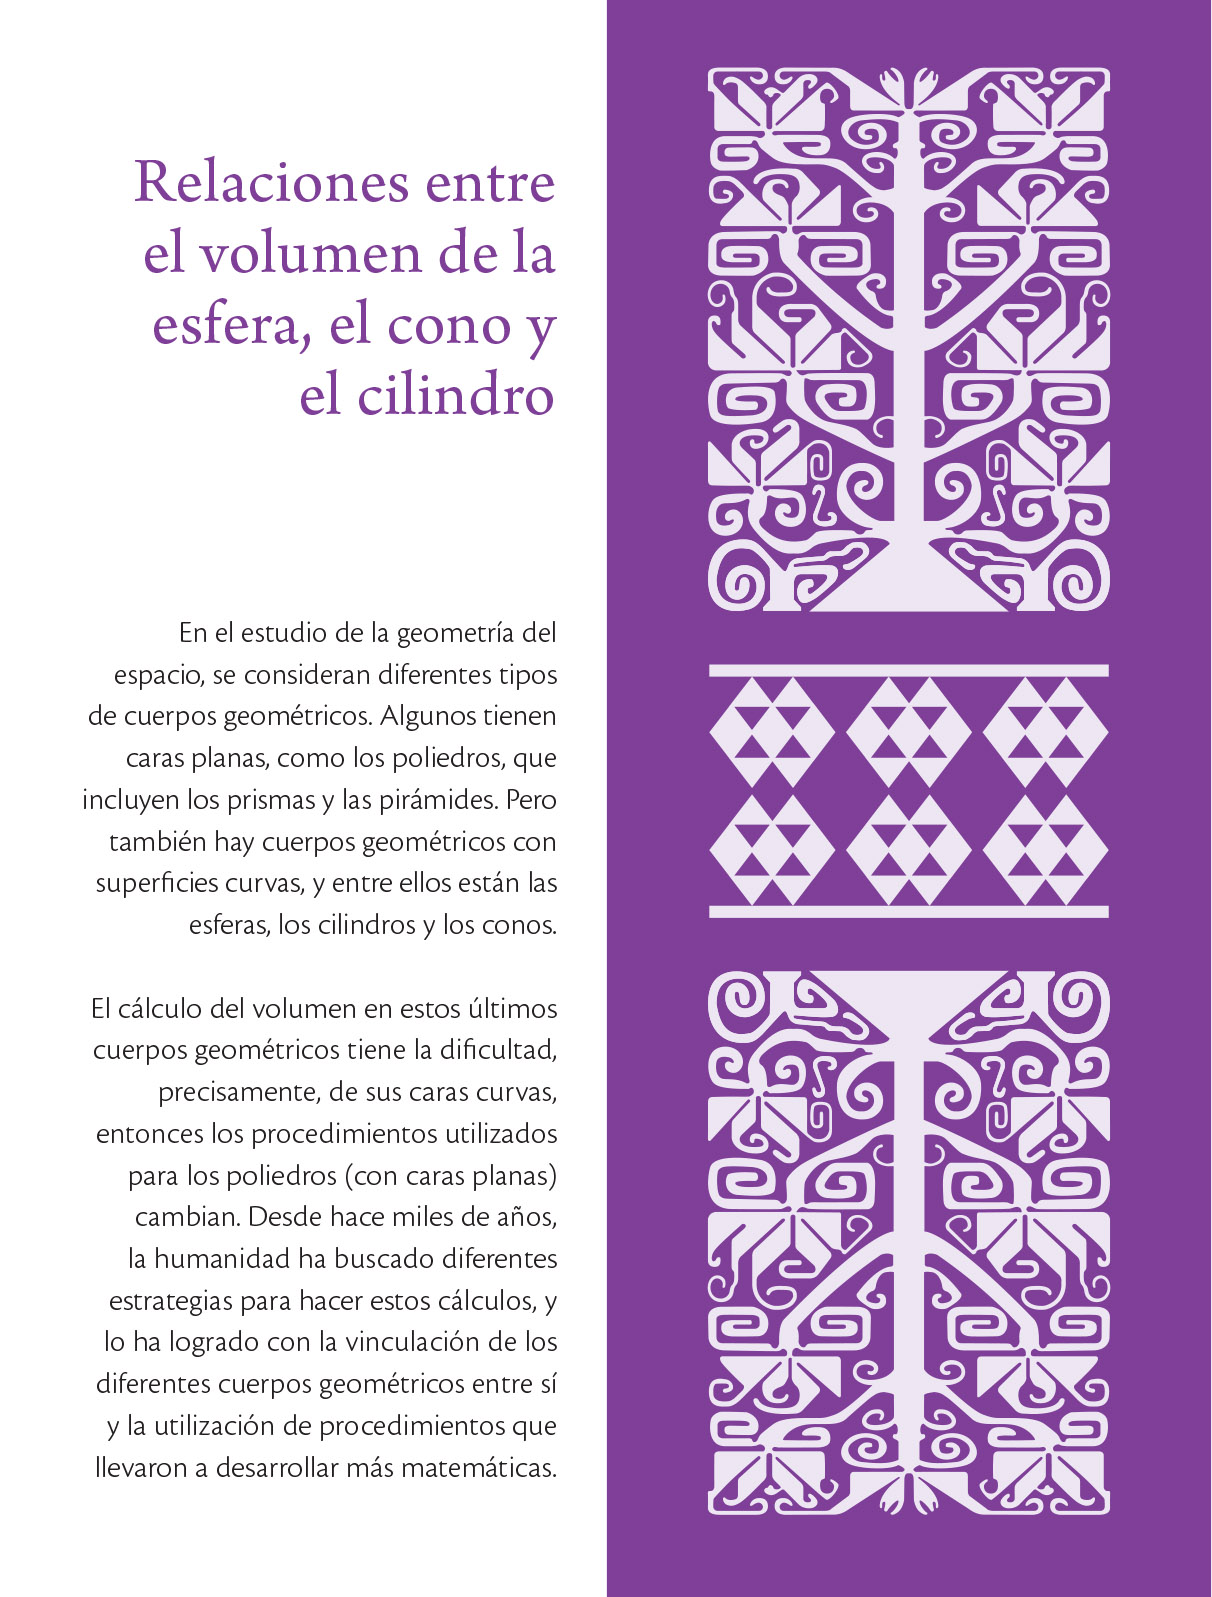 Relaciones entre
el volumen de la
esfera, el cono y
el cilindro
En el estudio de la geometría del
espacio, se consideran diferentes tipos
de cuerpos geométricos. Algunos tienen
caras planas, como los poliedros, que
incluyen los prismas y las pirámides. Pero
también hay cuerpos geométricos con
superficies curvas, y entre ellos están las
esferas, los cilindros y los conos.
El cálculo del volumen en estos últimos
cuerpos geométricos tiene la dificultad,
precisamente, de sus caras curvas,
entonces los procedimientos utilizados
para los poliedros (con caras planas)
cambian. Desde hace miles de años,
la humanidad ha buscado diferentes
estrategias para hacer estos cálculos, y
lo ha logrado con la vinculación de los
diferentes cuerpos geométricos entre sí
y la utilización de procedimientos que
llevaron a desarrollar más matemáticas.